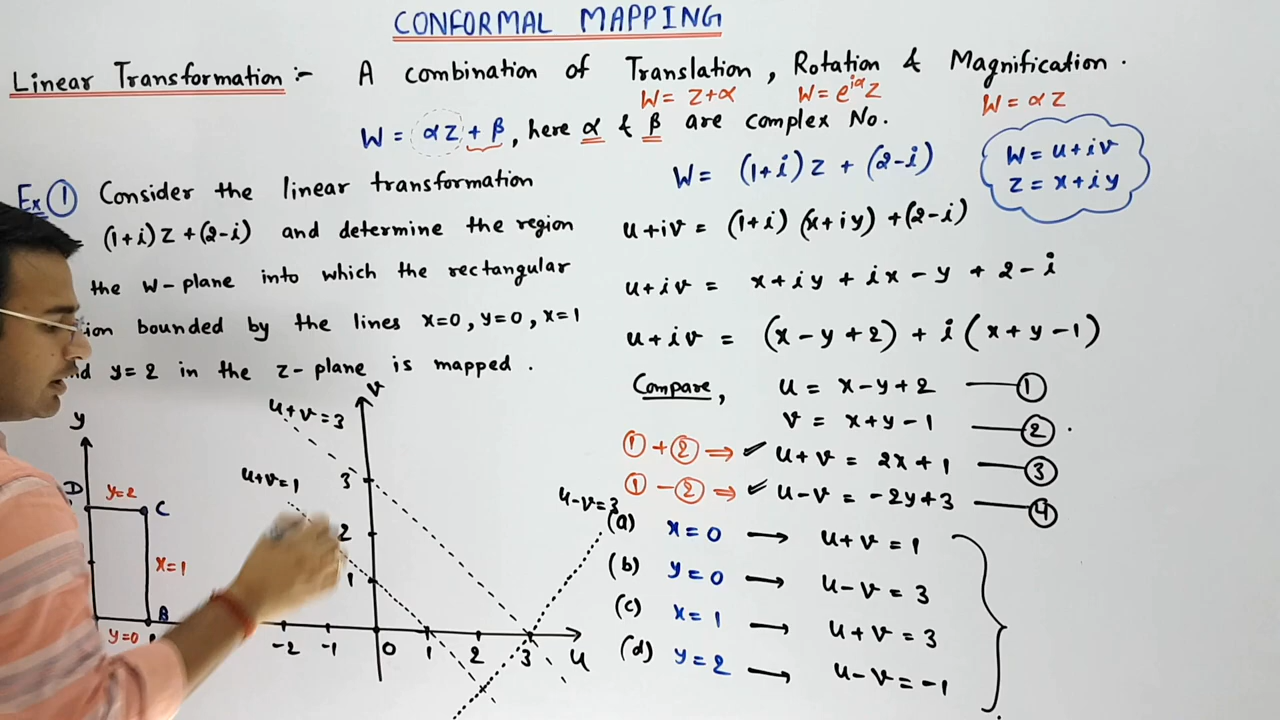 CONFORMAL MAPPING
Linear Transformation :- A combination of Translation, Rotation & Magnification.
W = Z+α W = e^{iα}Z W = αZ
W = αZ + β, here α & β are complex No.
Ex ① Consider the linear transformation
(1+i)Z + (2-i) and determine the region
the W-plane into which the rectangular
ion bounded by the lines x=0, y=0, x=1
d y=2 in the z-plane is mapped.
W = (1+i)Z + (2-i)
W = u+iv
Z = x+iy
u+iv = (1+i)(x+iy) + (2-i)
u+iv = x+iy+ix-y+2-i
u+iv = (x-y+2) + i(x+y-1)
Compare, u = x-y+2 ①
v = x+y-1 ②
①+② ⇒ ✓ u+v = 2x+1 ③
①-② ⇒ ✓ u-v = -2y+3 ④
(a) x=0 → u+v = 1
(b) y=0 → u-v = 3
(c) x=1 → u+v = 3
(d) y=2 → u-v = -1
y
D y=2 C
x=1
B
y=0
v
u+v=3
u+v=1
u-v=3
3
2
1
-2 -1 0 1 2 3 u